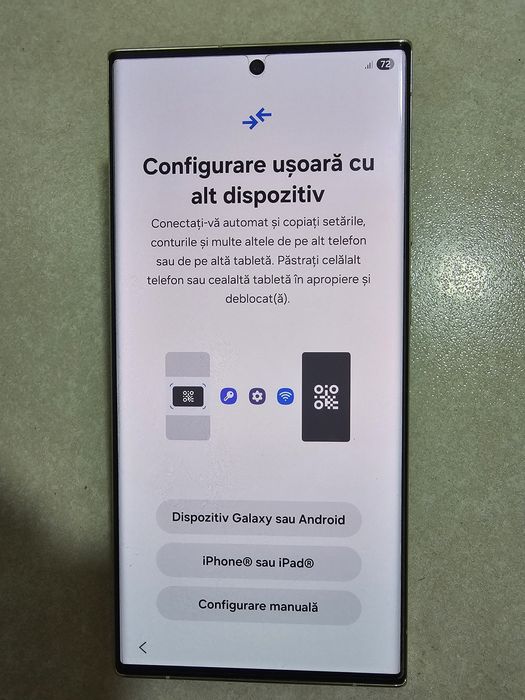 72
Configurare ușoară cu
alt dispozitiv
Conectați-vă automat și copiați setările,
conturile și multe altele de pe alt telefon
sau de pe altă tabletă. Păstrați celălalt
telefon sau cealaltă tabletă în apropiere și
deblocat(ă).
Dispozitiv Galaxy sau Android
iPhone® sau iPad®
Configurare manuală